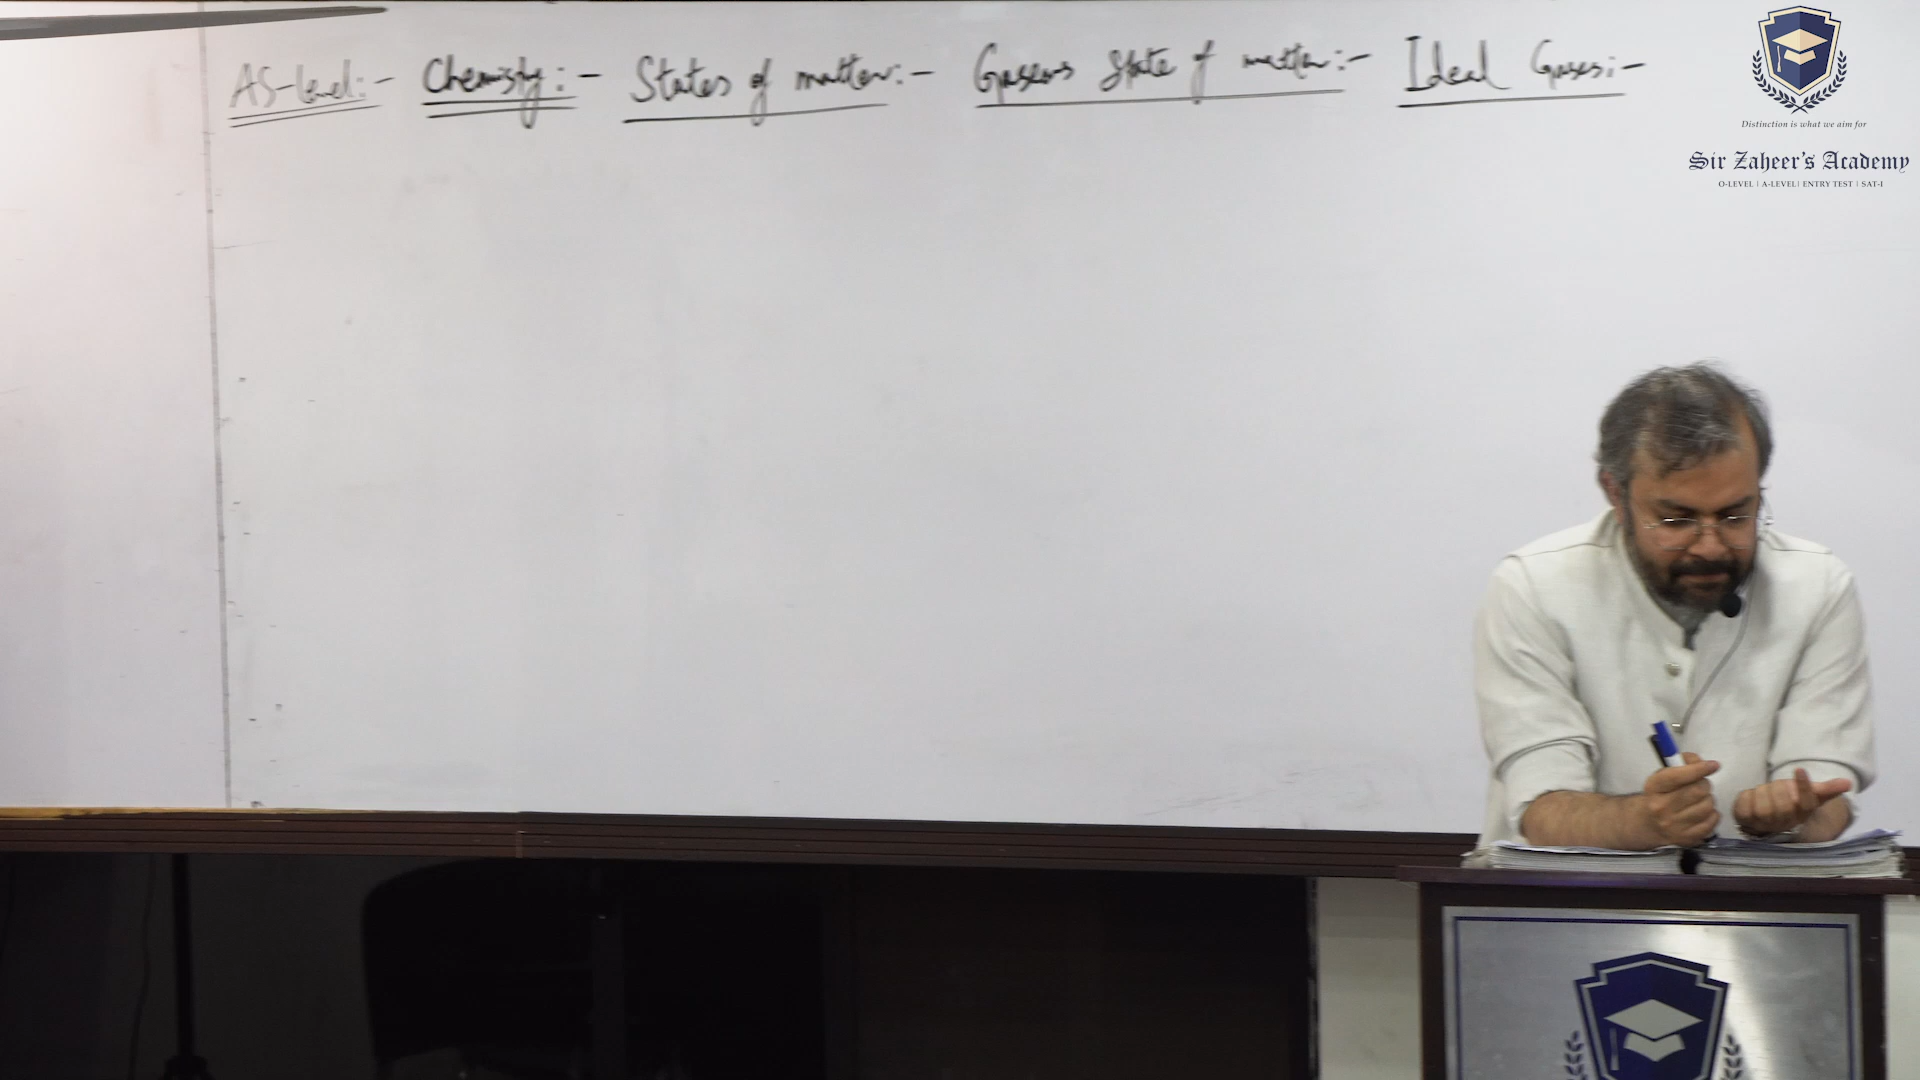 AS-level:- Chemistry:- States of matter:- Gaseous State of matter:- Ideal Gases:-
Distinction is what we aim for
Sir Zaheer's Academy
O-LEVEL | A-LEVEL | ENTRY TEST | SAT-I